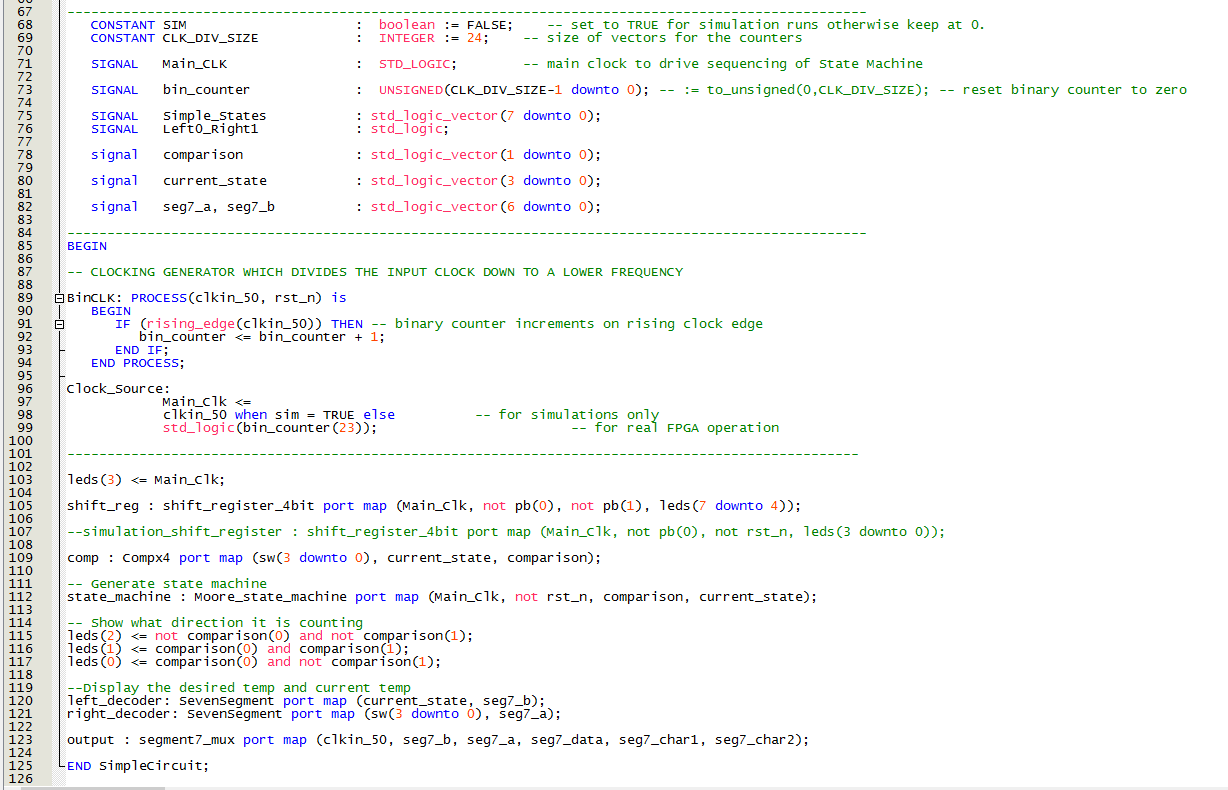 66
67 ----------------------------------------------------------------------------------------------------
68 CONSTANT SIM : boolean := FALSE; -- set to TRUE for simulation runs otherwise keep at 0.
69 CONSTANT CLK_DIV_SIZE : INTEGER := 24; -- size of vectors for the counters
70
71 SIGNAL Main_CLK : STD_LOGIC; -- main clock to drive sequencing of State Machine
72
73 SIGNAL bin_counter : UNSIGNED(CLK_DIV_SIZE-1 downto 0); -- := to_unsigned(0,CLK_DIV_SIZE); -- reset binary counter to zero
74
75 SIGNAL Simple_States : std_logic_vector(7 downto 0);
76 SIGNAL Left0_Right1 : std_logic;
77
78 signal comparison : std_logic_vector(1 downto 0);
79
80 signal current_state : std_logic_vector(3 downto 0);
81
82 signal seg7_a, seg7_b : std_logic_vector(6 downto 0);
83
84 ----------------------------------------------------------------------------------------------------
85 BEGIN
86
87 -- CLOCKING GENERATOR WHICH DIVIDES THE INPUT CLOCK DOWN TO A LOWER FREQUENCY
88
89 BinCLK: PROCESS(clkin_50, rst_n) is
90 BEGIN
91 IF (rising_edge(clkin_50)) THEN -- binary counter increments on rising clock edge
92 bin_counter <= bin_counter + 1;
93 END IF;
94 END PROCESS;
95
96 Clock_Source:
97 Main_Clk <=
98 clkin_50 when sim = TRUE else -- for simulations only
99 std_logic(bin_counter(23)); -- for real FPGA operation
100
101 ---------------------------------------------------------------------------------------------------
102
103 leds(3) <= Main_Clk;
104
105 shift_reg : shift_register_4bit port map (Main_Clk, not pb(0), not pb(1), leds(7 downto 4));
106
107 --simulation_shift_register : shift_register_4bit port map (Main_Clk, not pb(0), not rst_n, leds(3 downto 0));
108
109 comp : Compx4 port map (sw(3 downto 0), current_state, comparison);
110
111 -- Generate state machine
112 state_machine : Moore_state_machine port map (Main_Clk, not rst_n, comparison, current_state);
113
114 -- Show what direction it is counting
115 leds(2) <= not comparison(0) and not comparison(1);
116 leds(1) <= comparison(0) and comparison(1);
117 leds(0) <= comparison(0) and not comparison(1);
118
119 --Display the desired temp and current temp
120 left_decoder: SevenSegment port map (current_state, seg7_b);
121 right_decoder: SevenSegment port map (sw(3 downto 0), seg7_a);
122
123 output : segment7_mux port map (clkin_50, seg7_b, seg7_a, seg7_data, seg7_char1, seg7_char2);
124
125 END SimpleCircuit;
126